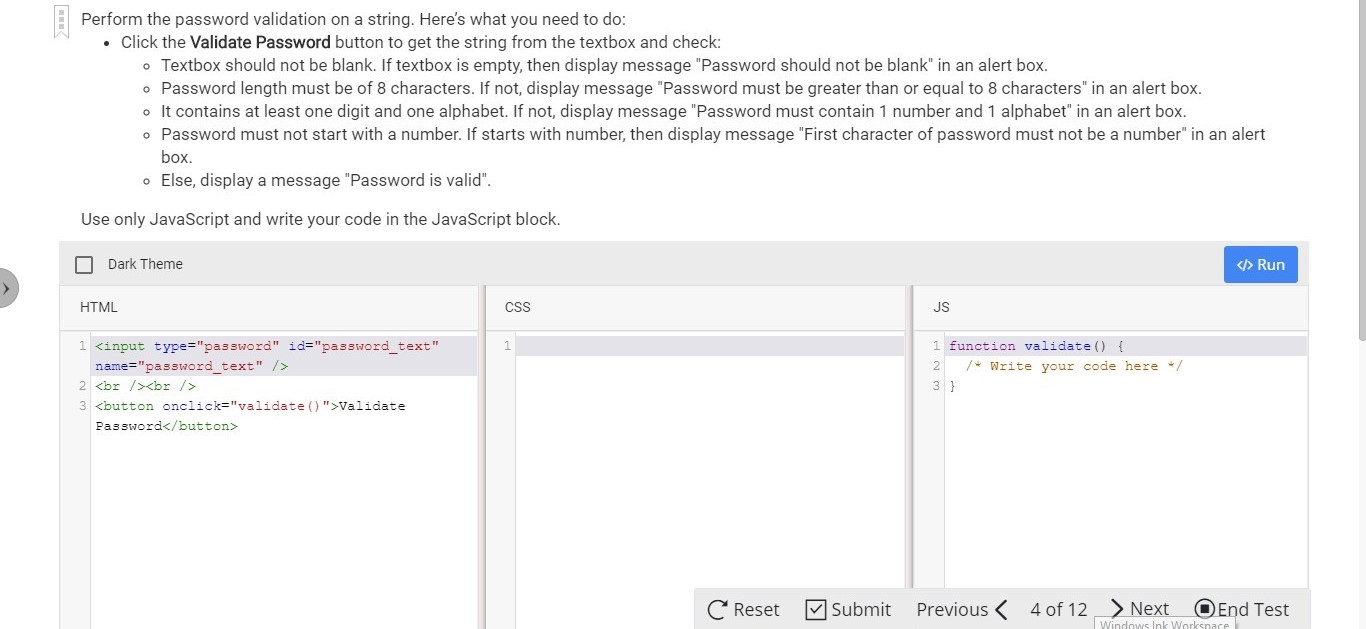 Perform the password validation on a string. Here’s what you need to do:
• Click the Validate Password button to get the string from the textbox and check:
◦ Textbox should not be blank. If textbox is empty, then display message "Password should not be blank" in an alert box.
◦ Password length must be of 8 characters. If not, display message "Password must be greater than or equal to 8 characters" in an alert box.
◦ It contains at least one digit and one alphabet. If not, display message "Password must contain 1 number and 1 alphabet" in an alert box.
◦ Password must not start with a number. If starts with number, then display message "First character of password must not be a number" in an alert
box.
◦ Else, display a message "Password is valid".
Use only JavaScript and write your code in the JavaScript block.
Dark Theme
</> Run
HTML
1 <input type="password" id="password_text"
name="password_text" />
2 <br /><br />
3 <button onclick="validate()">Validate
Password</button>
CSS
1
JS
1 function validate() {
2 /* Write your code here */
3 }
Reset Submit Previous 4 of 12 Next End Test
Windows Ink Workspace